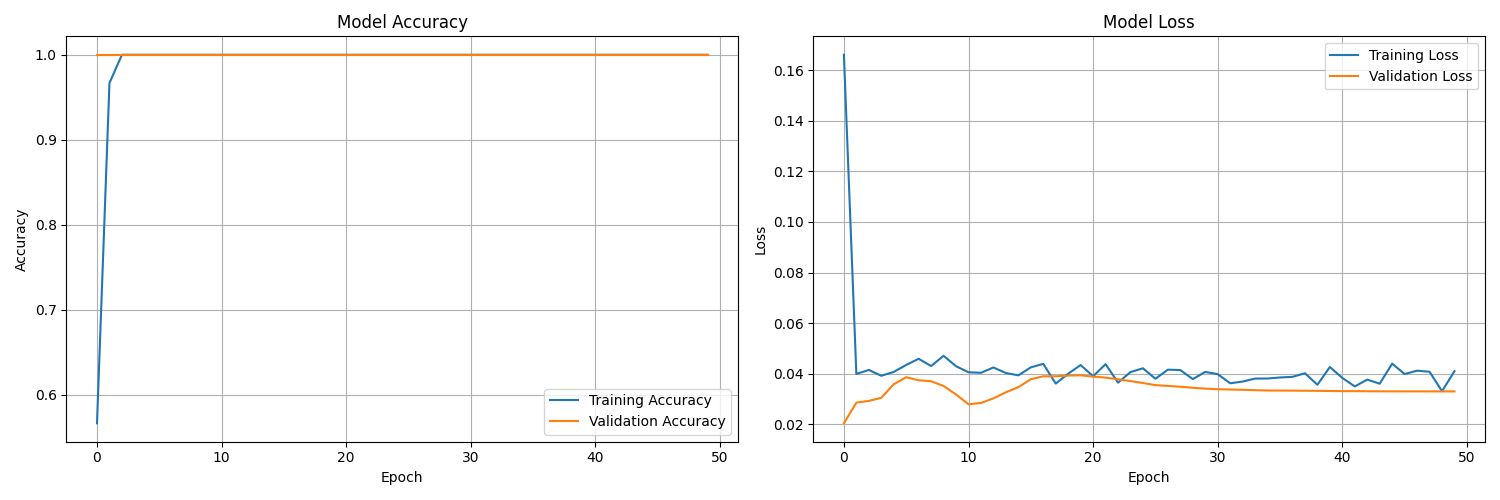 Model Accuracy
Accuracy
1.0
0.9
0.8
0.7
0.6
0 10 20 30 40 50
Epoch
Training Accuracy
Validation Accuracy
Model Loss
Loss
0.16
0.14
0.12
0.10
0.08
0.06
0.04
0.02
0 10 20 30 40 50
Epoch
Training Loss
Validation Loss